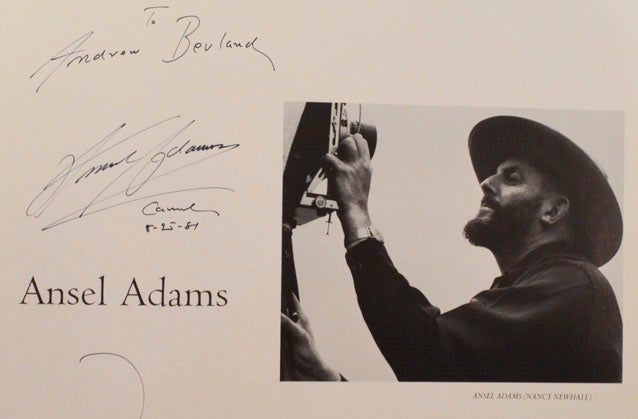 To
Andrew Bevland
Ansel Adams
Carmel
8-25-81
Ansel Adams
ANSEL ADAMS (NANCY NEWHALL)